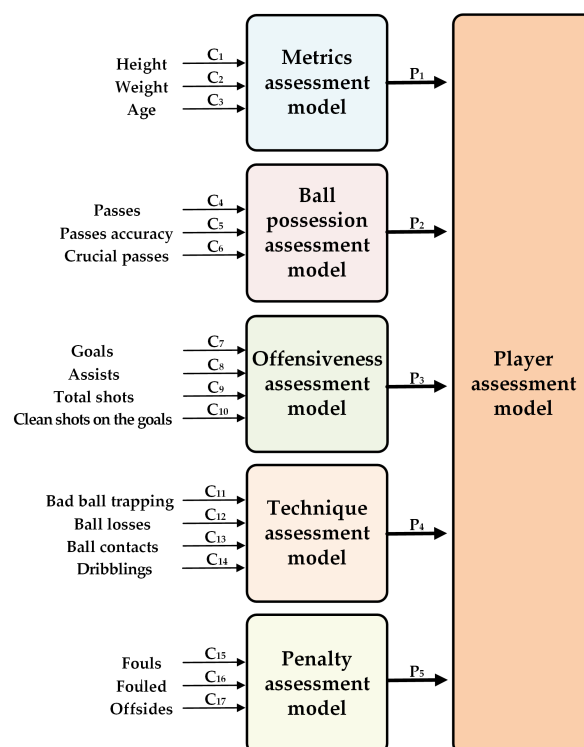 Height
Weight
Age
C1
C2
C3
Metrics
assessment
model
P1
Passes
Passes accuracy
Crucial passes
C4
C5
C6
Ball
possession
assessment
model
P2
Goals
Assists
Total shots
Clean shots on the goals
C7
C8
C9
C10
Offensiveness
assessment
model
P3
Bad ball trapping
Ball losses
Ball contacts
Dribblings
C11
C12
C13
C14
Technique
assessment
model
P4
Fouls
Fouled
Offsides
C15
C16
C17
Penalty
assessment
model
P5
Player
assessment
model